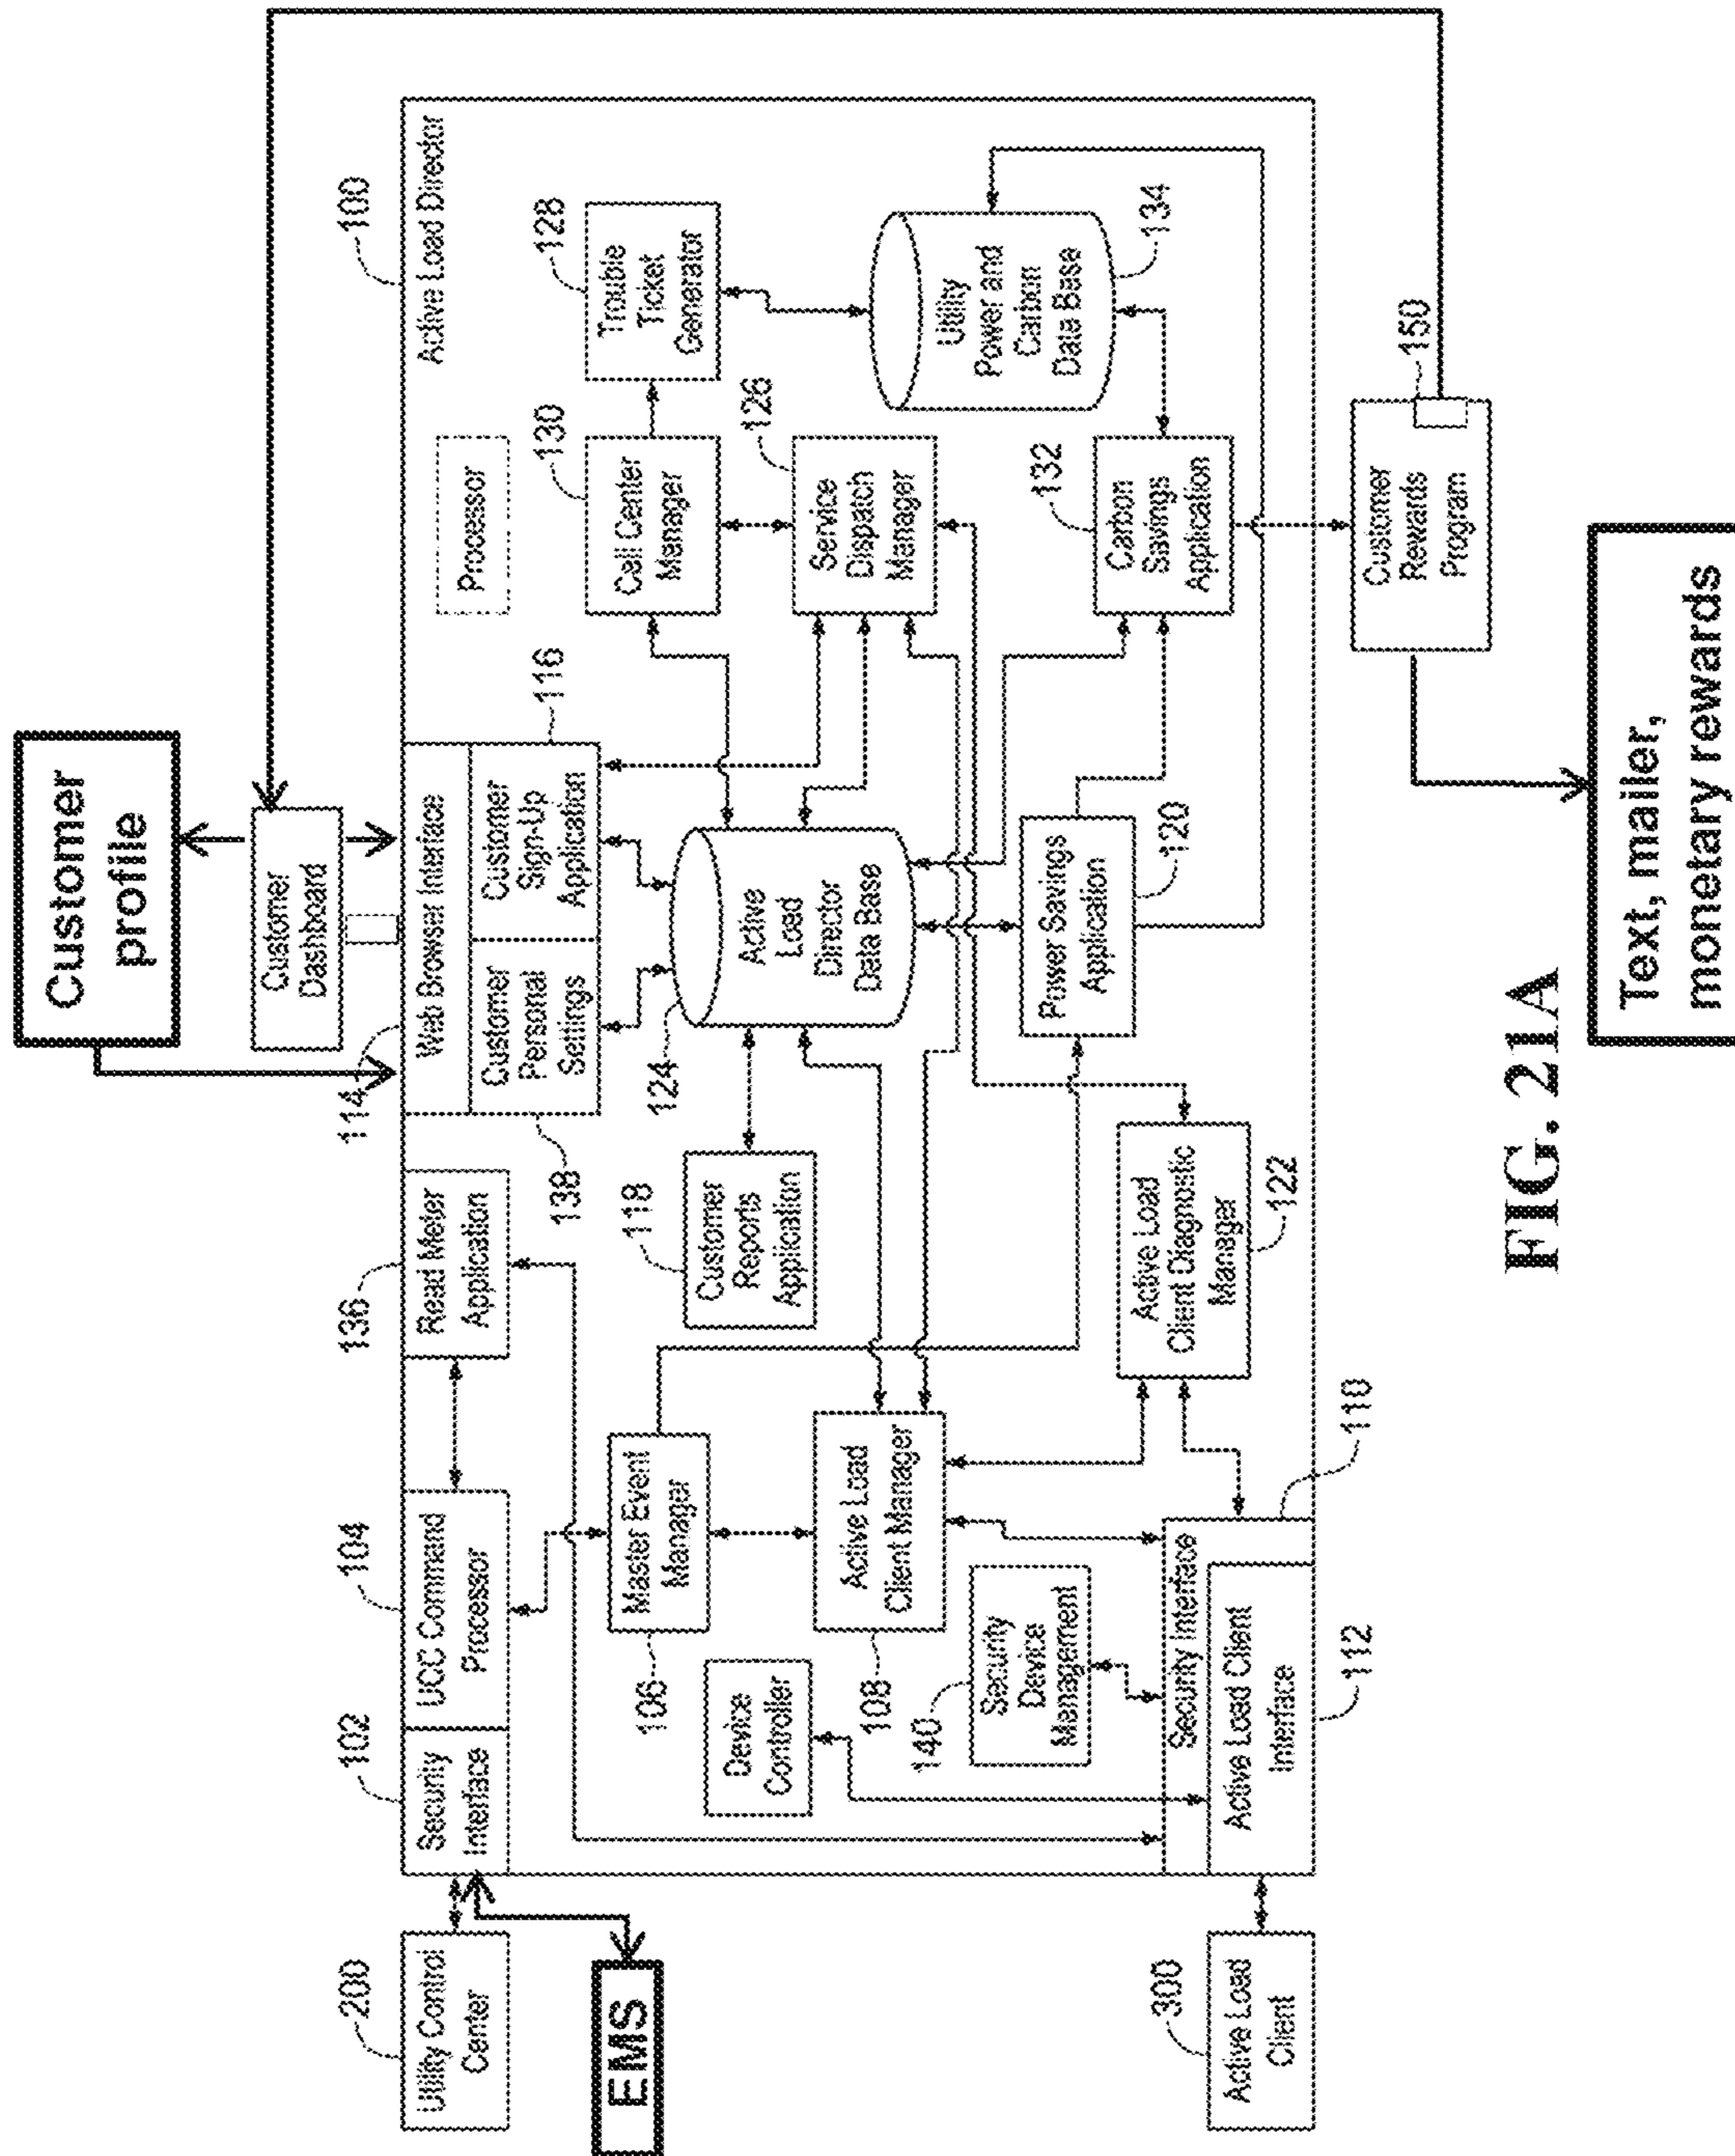 Customer
profile
Customer
Dashboard
200
Utility Control
Center
EMS
300
Active Load
Client
100
Active Load Director
102
Security
Interface
104
UCC Command
Processor
136
Read Meter
Application
114
Web Browser Interface
Customer
Personal
Settings
138
Customer
Sign-Up
Application
116
Processor
106
Master Event
Manager
Device
Controller
108
Active Load
Client Manager
140
Security
Device
Management
118
Customer
Reports
Application
124
Active
Load
Director
Data Base
130
Call Center
Manager
128
Trouble
Ticket
Generator
126
Service
Dispatch
Manager
Utility
Power and
Carbon
Data Base
134
120
Power Savings
Application
132
Carbon
Savings
Application
122
Active Load
Client Diagnostic
Manager
110
Security Interface
112
Active Load Client
Interface
150
Customer
Rewards
Program
Text, mailer,
monetary rewards
FIG. 21A